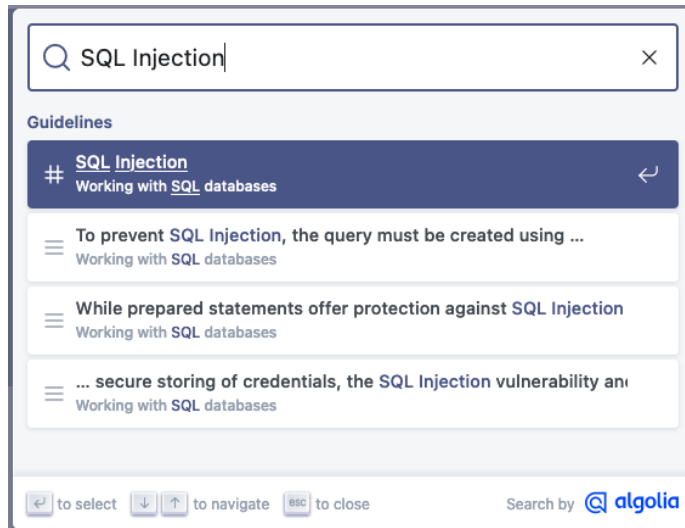 SQL Injection
Guidelines
SQL Injection
Working with SQL databases
To prevent SQL Injection, the query must be created using ...
Working with SQL databases
While prepared statements offer protection against SQL Injection
Working with SQL databases
... secure storing of credentials, the SQL Injection vulnerability and
Working with SQL databases
to select to navigate esc to close Search by algolia